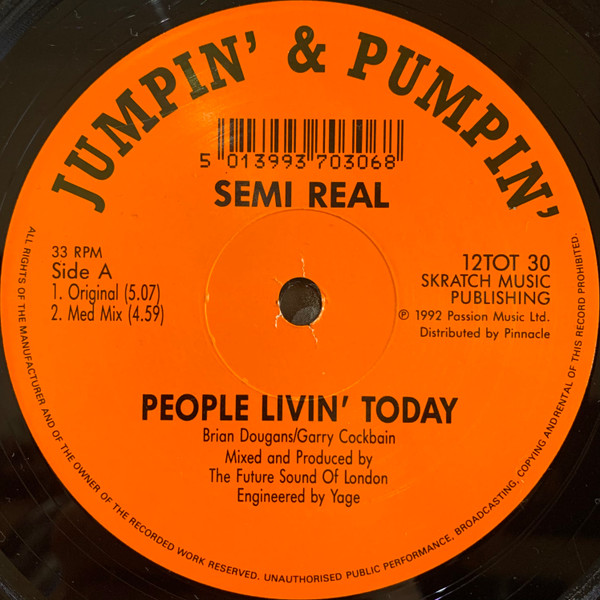 JUMPIN' & PUMPIN'
5 013993 703068
SEMI REAL
33 RPM
Side A
1. Original (5.07)
2. Med Mix (4.59)
12TOT 30
SKRATCH MUSIC
PUBLISHING
℗ 1992 Passion Music Ltd.
Distributed by Pinnacle
PEOPLE LIVIN' TODAY
Brian Dougans/Garry Cockbain
Mixed and Produced by
The Future Sound Of London
Engineered by Yage
ALL RIGHTS OF THE MANUFACTURER AND OF THE OWNER OF THE RECORDED WORK RESERVED. UNAUTHORISED PUBLIC PERFORMANCE, BROADCASTING, COPYING AND RENTAL OF THIS RECORD PROHIBITED.